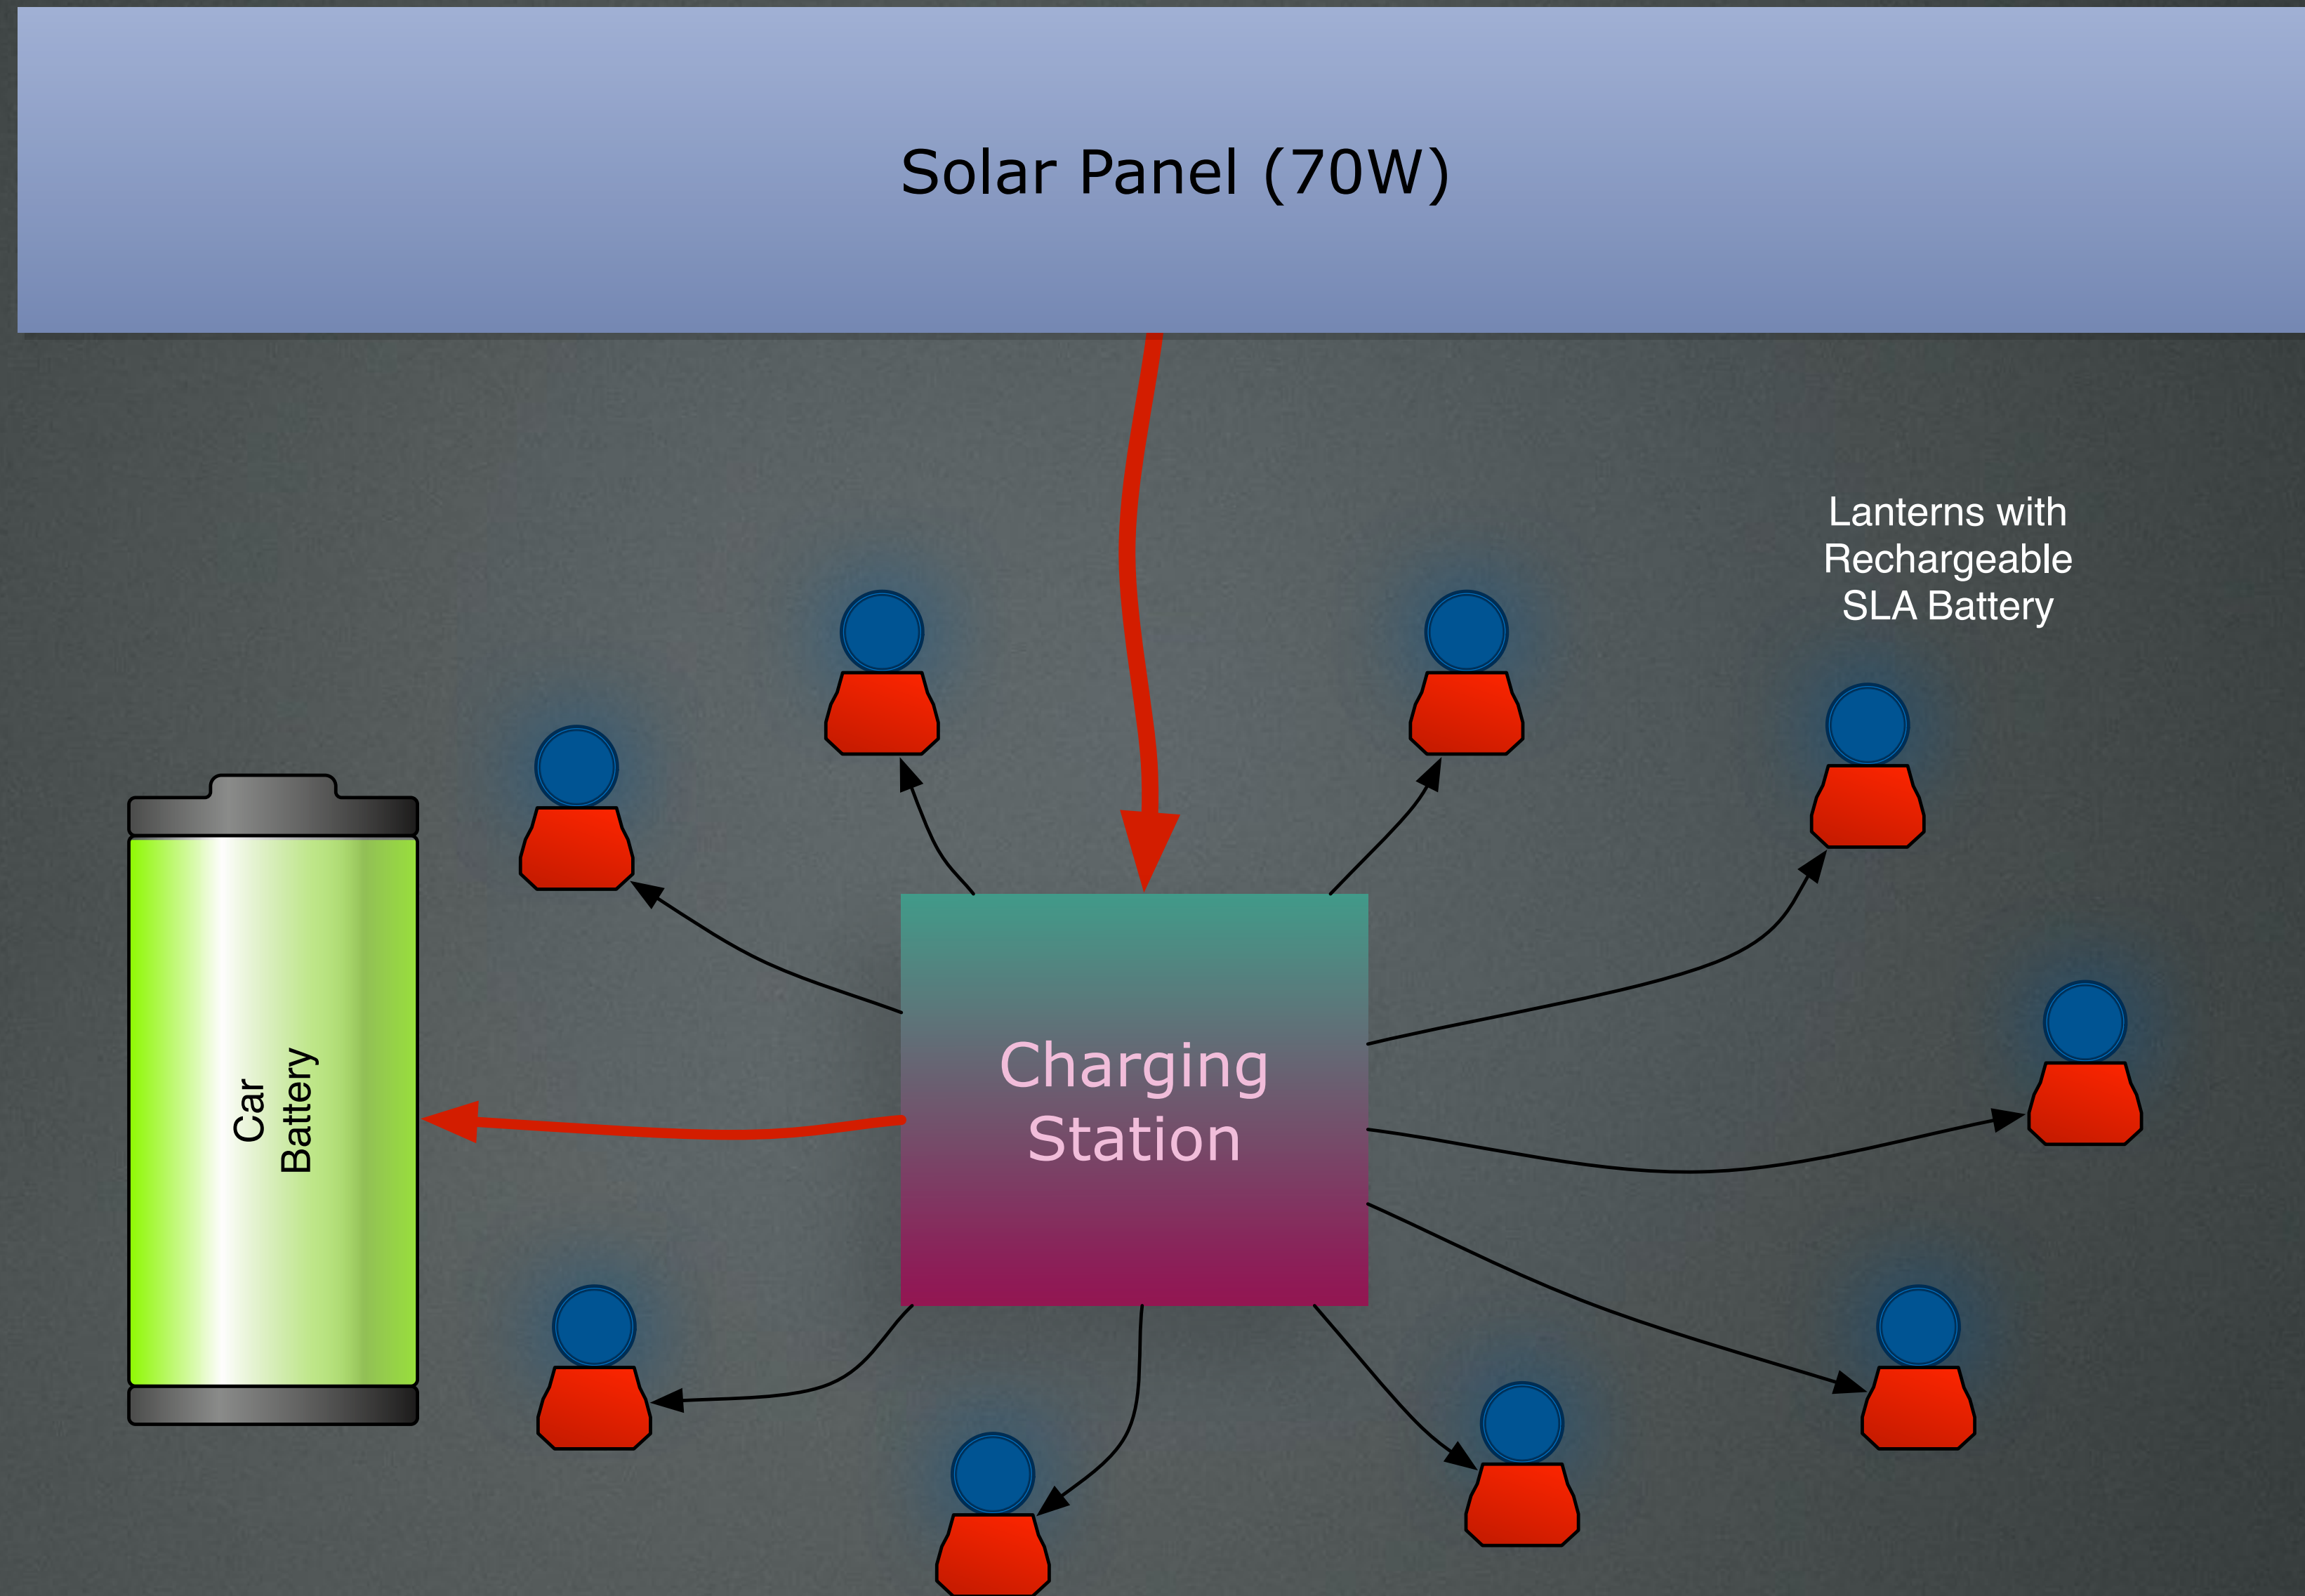 Solar Panel (70W)
Lanterns with
Rechargeable
SLA Battery
Car
Battery
Charging
Station